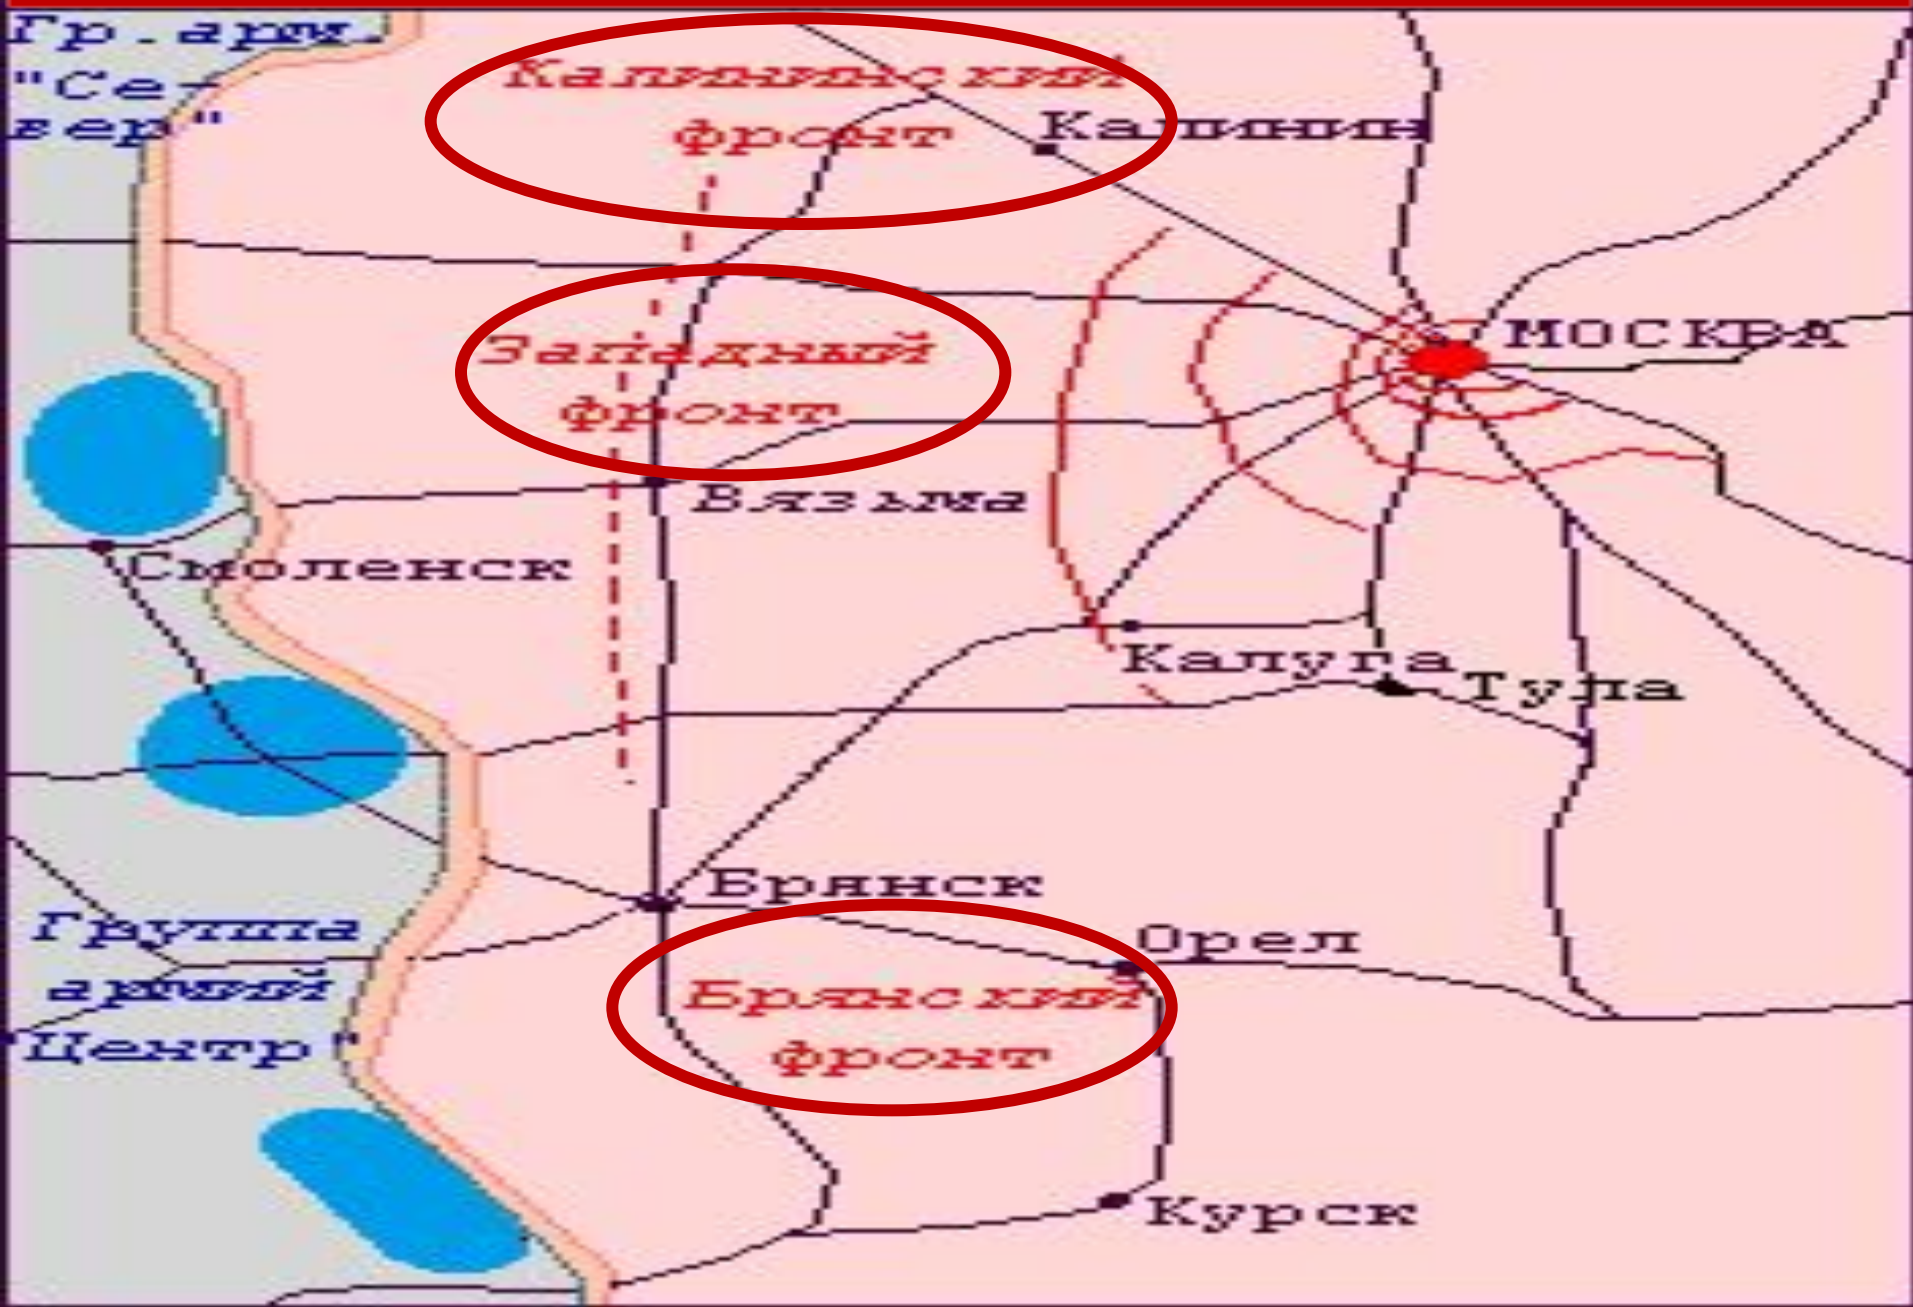 Гр.арм.
"Се-
вер"
Калининский
фронт
Калинин
Западный
фронт
МОСКВА
Вязьма
Смоленск
Калуга
Тула
Брянск
Группа
армий
"Центр"
Орел
Брянский
фронт
Курск